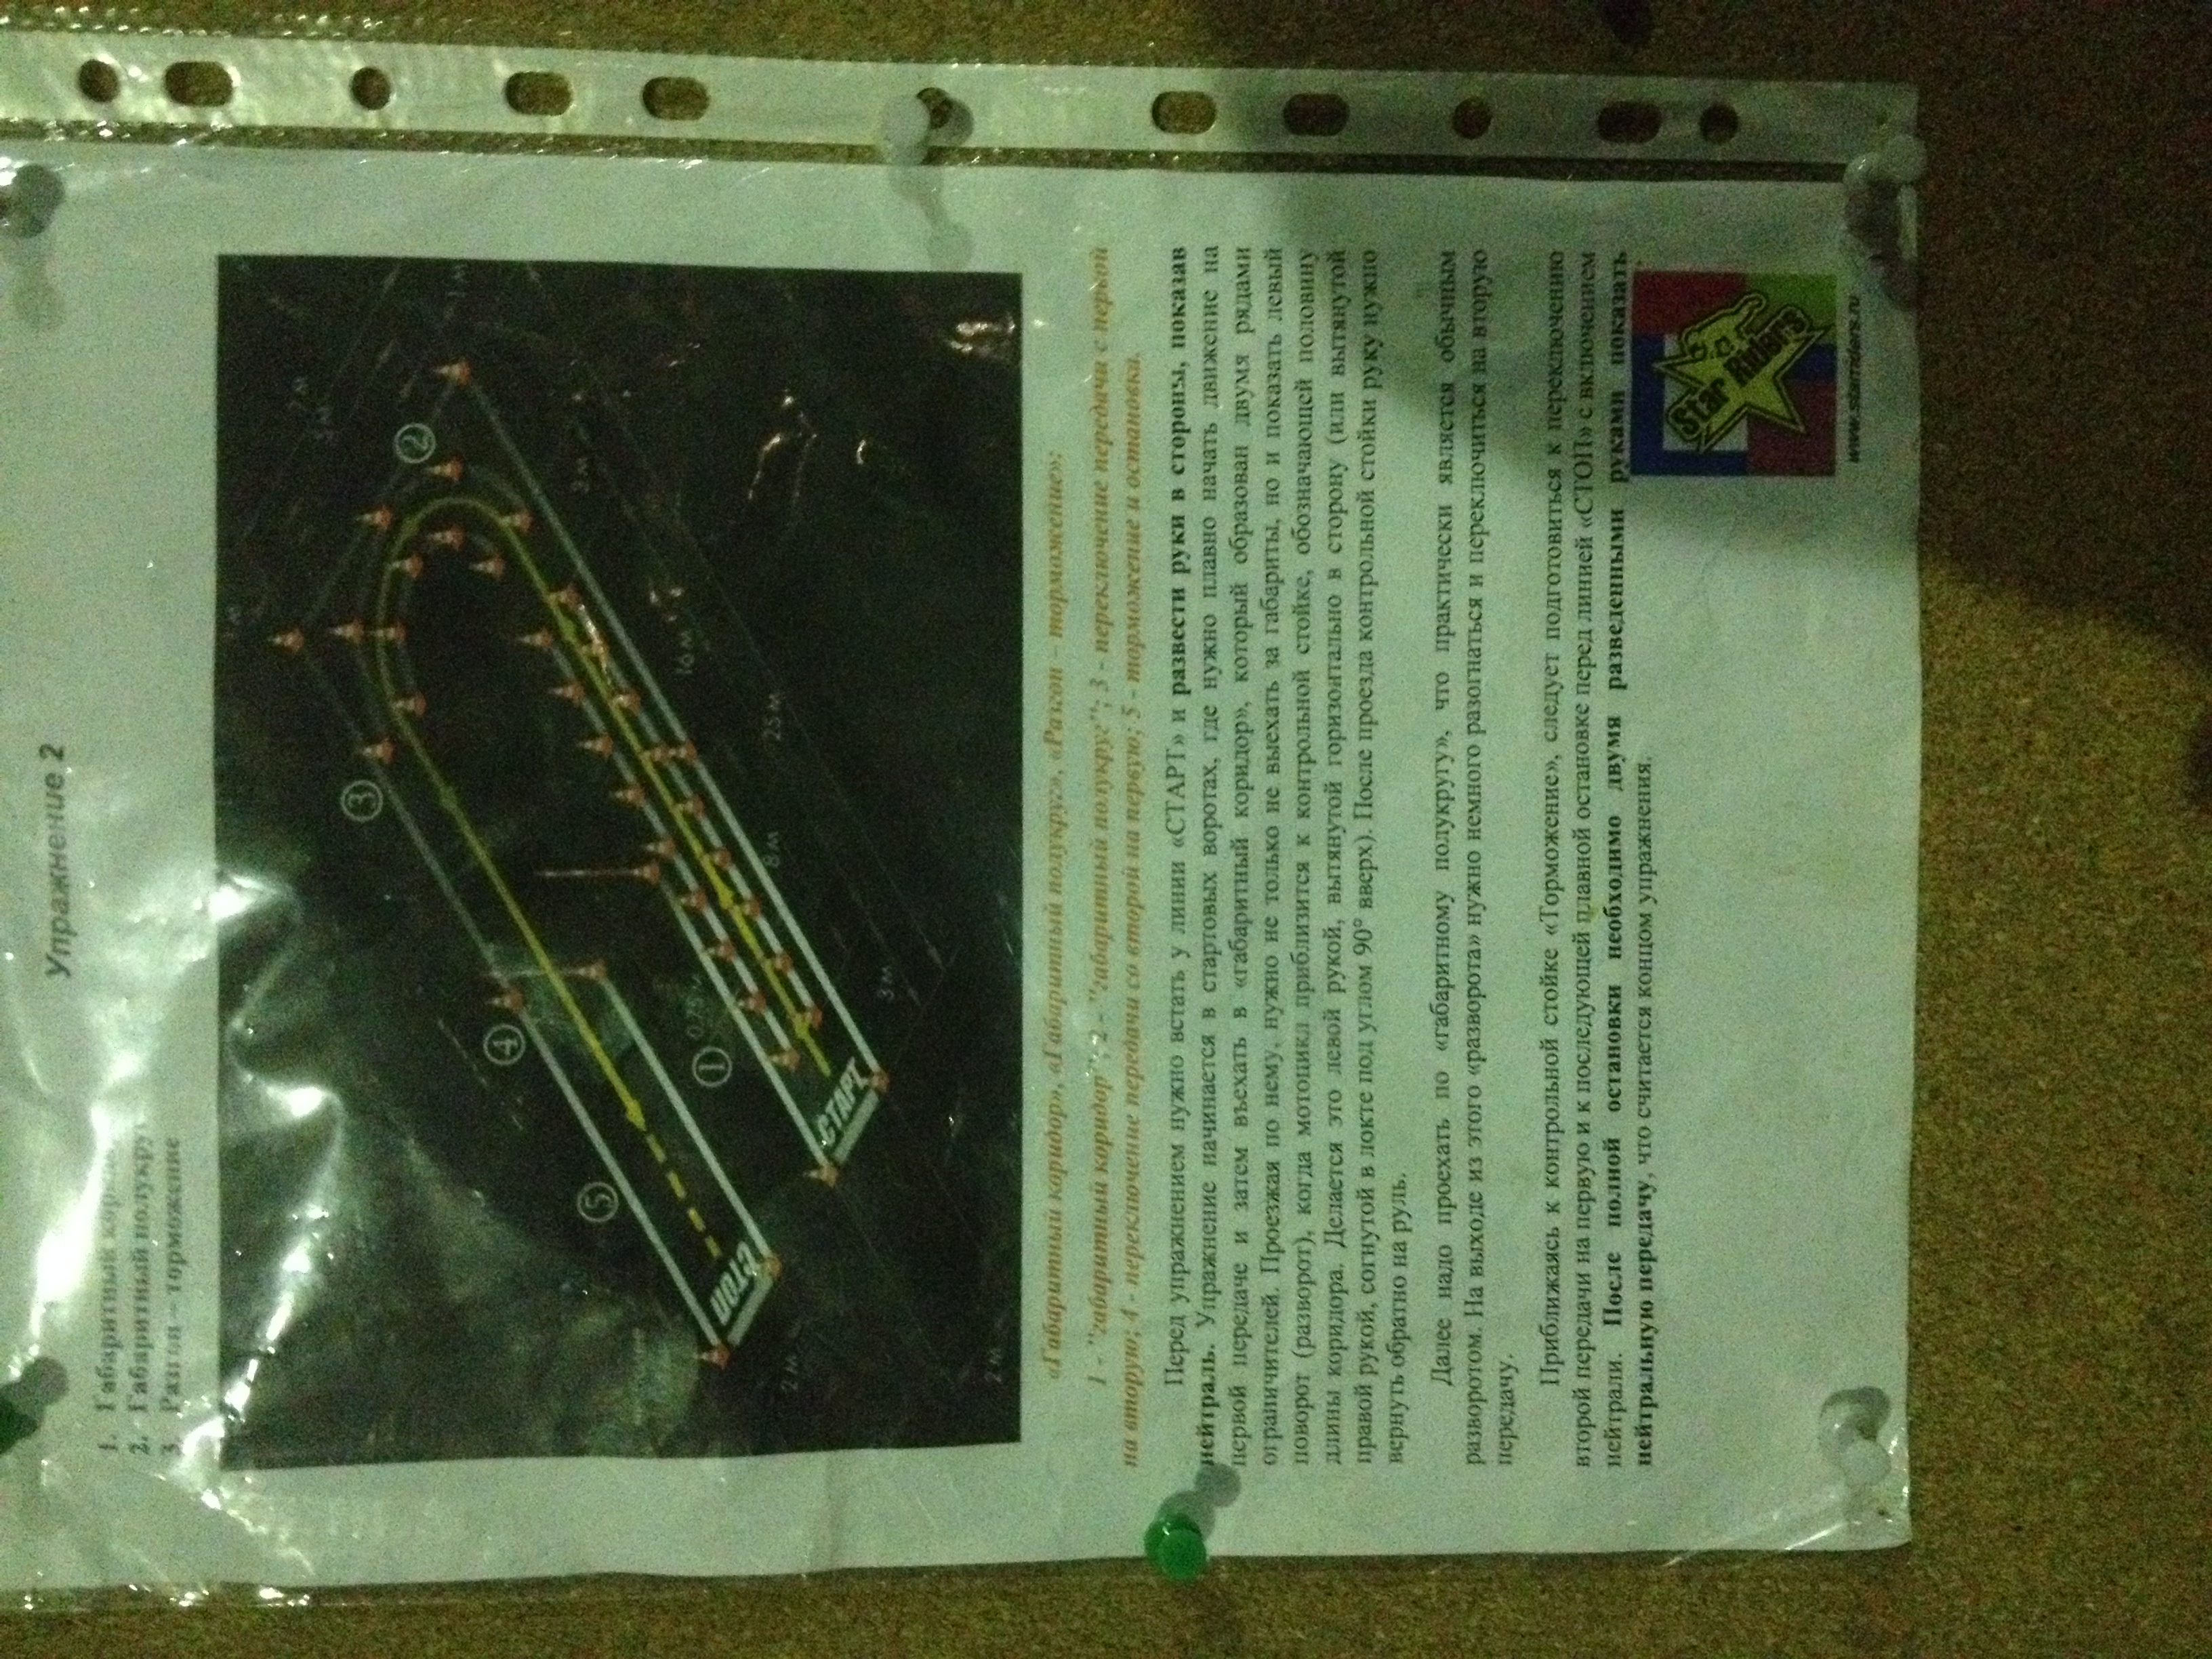 Упражнение 2
1. Габаритный
2. Габаритный полукруг
3. Разгон – торможение
1 м
2 м
3 м
3
2
1 м
4
5
3 м
1
0,75 м
16 м
СТОП
8 м
25 м
2 м
СТАРТ
3 м
2 м
«Габаритный коридор», «Габаритный полукруг», «Разгон – торможение»:
1 - "габаритный коридор"; 2 - "габаритный полукруг"; 3 - переключение передачи с первой
на вторую; 4 - переключение передачи со второй на первую; 5 - торможение и остановка.
Перед упражнением нужно встать у линии «СТАРТ» и развести руки в стороны, показав
нейтраль. Упражнение начинается в стартовых воротах, где нужно плавно начать движение на
первой передаче и затем въехать в «габаритный коридор», который образован двумя рядами
ограничителей. Проезжая по нему, нужно не только не выехать за габариты, но и показать левый
поворот (разворот), когда мотоцикл приблизится к контрольной стойке, обозначающей половину
длины коридора. Делается это левой рукой, вытянутой горизонтально в сторону (или вытянутой
правой рукой, согнутой в локте под углом 90° вверх). После проезда контрольной стойки руку нужно
вернуть обратно на руль.
Далее надо проехать по «габаритному полукругу», что практически является обычным
разворотом. На выходе из этого «разворота» нужно немного разогнаться и переключиться на вторую
передачу.
Приближаясь к контрольной стойке «Торможение», следует подготовиться к переключению
второй передачи на первую и к последующей плавной остановке перед линией «СТОП» с включением
нейтрали. После полной остановки необходимо двумя разведенными руками показать
нейтральную передачу, что считается концом упражнения.
Star Riders
www.starriders.ru